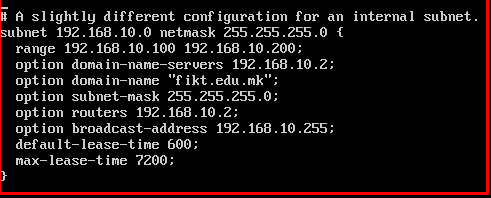 # A slightly different configuration for an internal subnet.
subnet 192.168.10.0 netmask 255.255.255.0 {
  range 192.168.10.100 192.168.10.200;
  option domain-name-servers 192.168.10.2;
  option domain-name "fikt.edu.mk";
  option subnet-mask 255.255.255.0;
  option routers 192.168.10.2;
  option broadcast-address 192.168.10.255;
  default-lease-time 600;
  max-lease-time 7200;
}